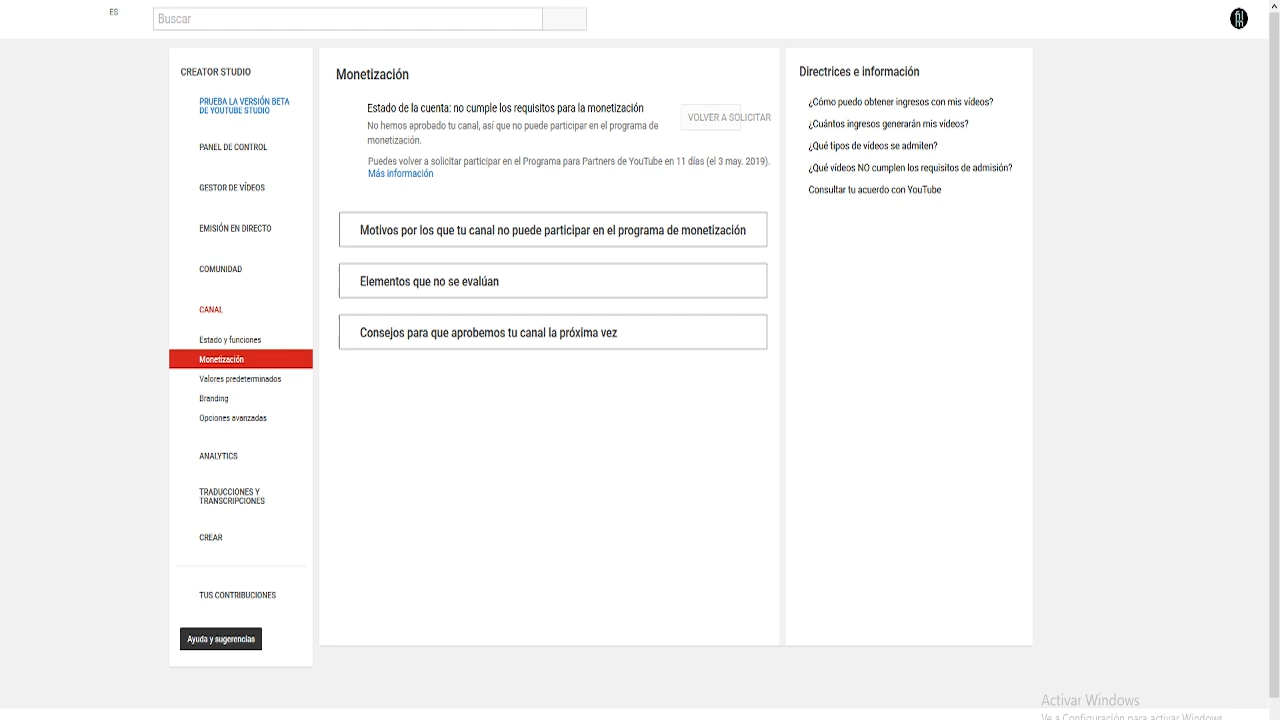 ES
Buscar
CREATOR STUDIO
PRUEBA LA VERSIÓN BETA
DE YOUTUBE STUDIO
PANEL DE CONTROL
GESTOR DE VÍDEOS
EMISIÓN EN DIRECTO
COMUNIDAD
CANAL
Estado y funciones
Monetización
Valores predeterminados
Branding
Opciones avanzadas
ANALYTICS
TRADUCCIONES Y
TRANSCRIPCIONES
CREAR
TUS CONTRIBUCIONES
Ayuda y sugerencias
Monetización
Estado de la cuenta: no cumple los requisitos para la monetización
VOLVER A SOLICITAR
No hemos aprobado tu canal, así que no puede participar en el programa de
monetización.
Puedes volver a solicitar participar en el Programa para Partners de YouTube en 11 días (el 3 may. 2019).
Más información
Motivos por los que tu canal no puede participar en el programa de monetización
Elementos que no se evalúan
Consejos para que aprobemos tu canal la próxima vez
Directrices e información
¿Cómo puedo obtener ingresos con mis vídeos?
¿Cuántos ingresos generarán mis vídeos?
¿Qué tipos de vídeos se admiten?
¿Qué vídeos NO cumplen los requisitos de admisión?
Consultar tu acuerdo con YouTube
Activar Windows
Ve a Configuración para activar Windows